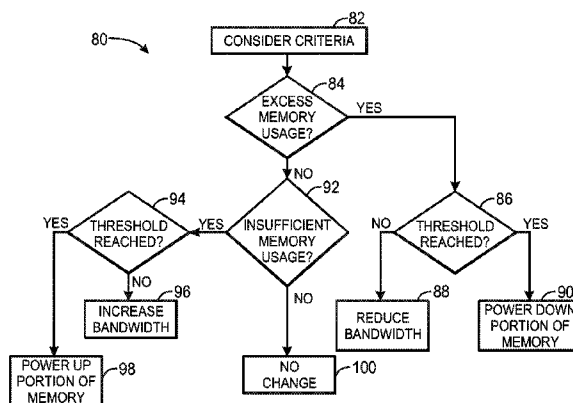 80
82
CONSIDER CRITERIA
84
EXCESS
MEMORY
USAGE?
YES
NO
92
INSUFFICIENT
MEMORY
USAGE?
YES
NO
94
THRESHOLD
REACHED?
YES
NO
96
INCREASE
BANDWIDTH
POWER UP
PORTION OF
MEMORY
98
NO
CHANGE
100
86
THRESHOLD
REACHED?
NO
YES
88
REDUCE
BANDWIDTH
90
POWER DOWN
PORTION OF
MEMORY